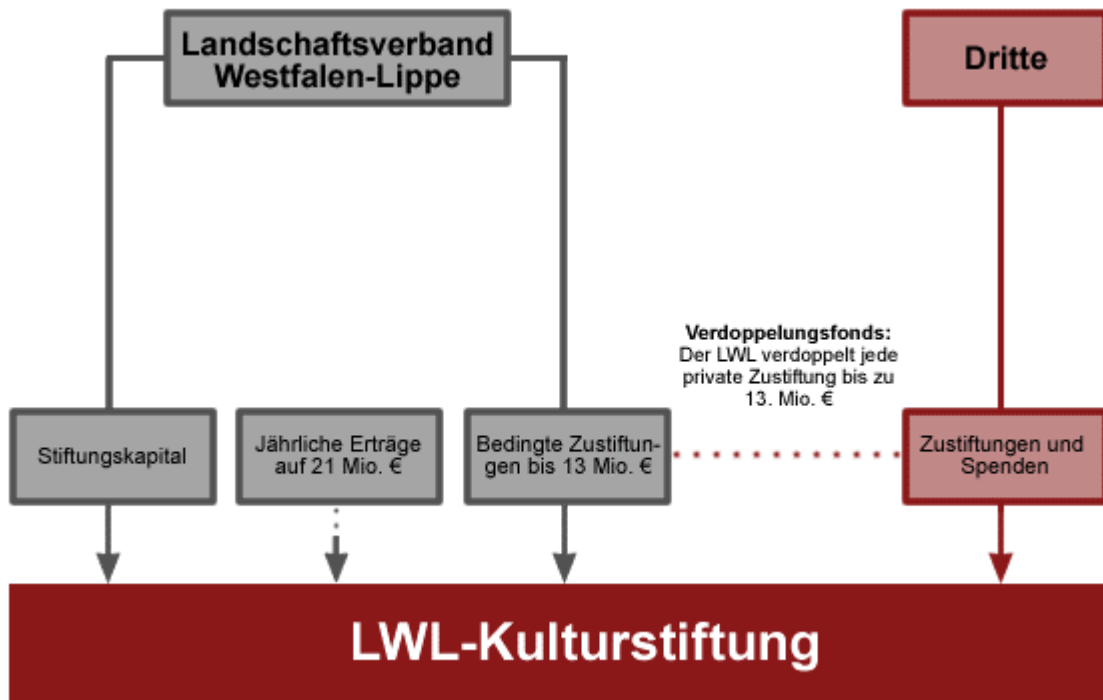 Landschaftsverband
Westfalen-Lippe
Dritte
Verdoppelungsfonds:
Der LWL verdoppelt jede
private Zustiftung bis zu
13. Mio. €
Stiftungskapital
Jährliche Erträge
auf 21 Mio. €
Bedingte Zustiftun-
gen bis 13 Mio. €
Zustiftungen und
Spenden
LWL-Kulturstiftung